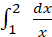 ∫₁² dx/x